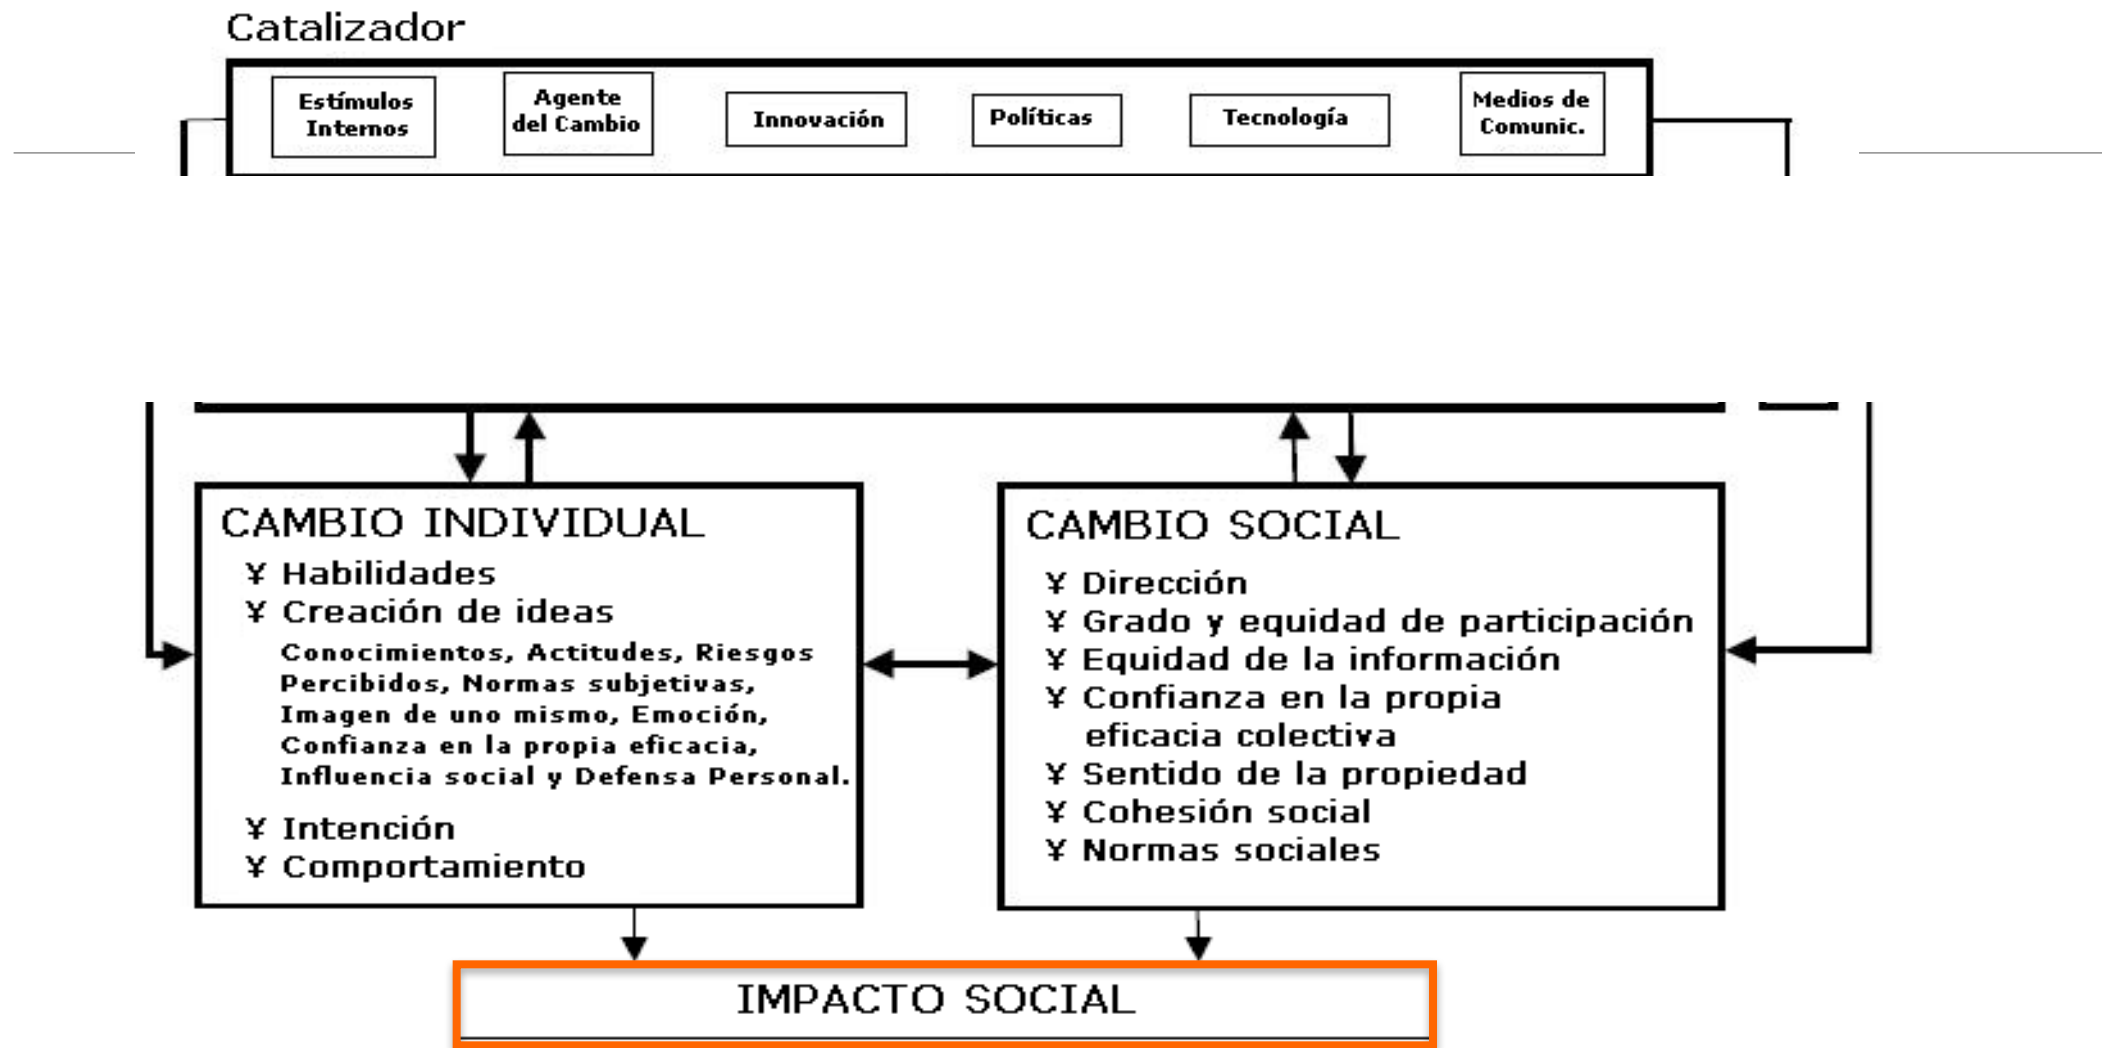 Catalizador
Estímulos
Internos
Agente
del Cambio
Innovación
Políticas
Tecnología
Medios de
Comunic.
CAMBIO INDIVIDUAL
¥ Habilidades
¥ Creación de ideas
Conocimientos, Actitudes, Riesgos
Percibidos, Normas subjetivas,
Imagen de uno mismo, Emoción,
Confianza en la propia eficacia,
Influencia social y Defensa Personal.
¥ Intención
¥ Comportamiento
CAMBIO SOCIAL
¥ Dirección
¥ Grado y equidad de participación
¥ Equidad de la información
¥ Confianza en la propia
eficacia colectiva
¥ Sentido de la propiedad
¥ Cohesión social
¥ Normas sociales
IMPACTO SOCIAL